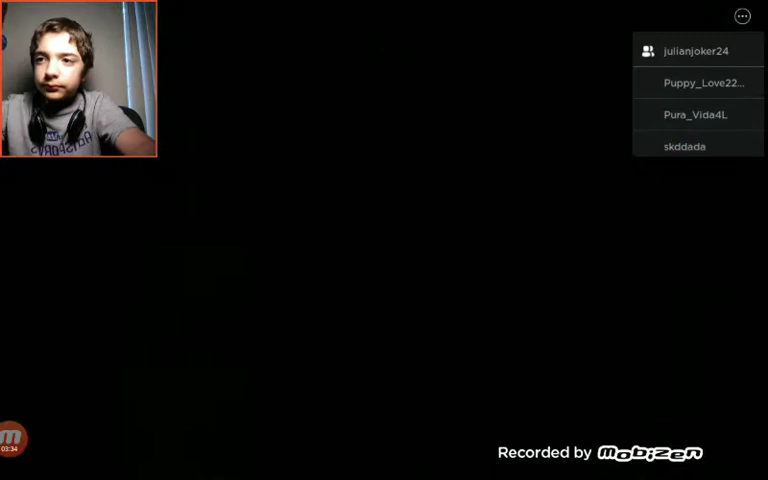 julianjoker24
Puppy_Love22...
Pura_Vida4L
skddada
03:34
Recorded by mobizen